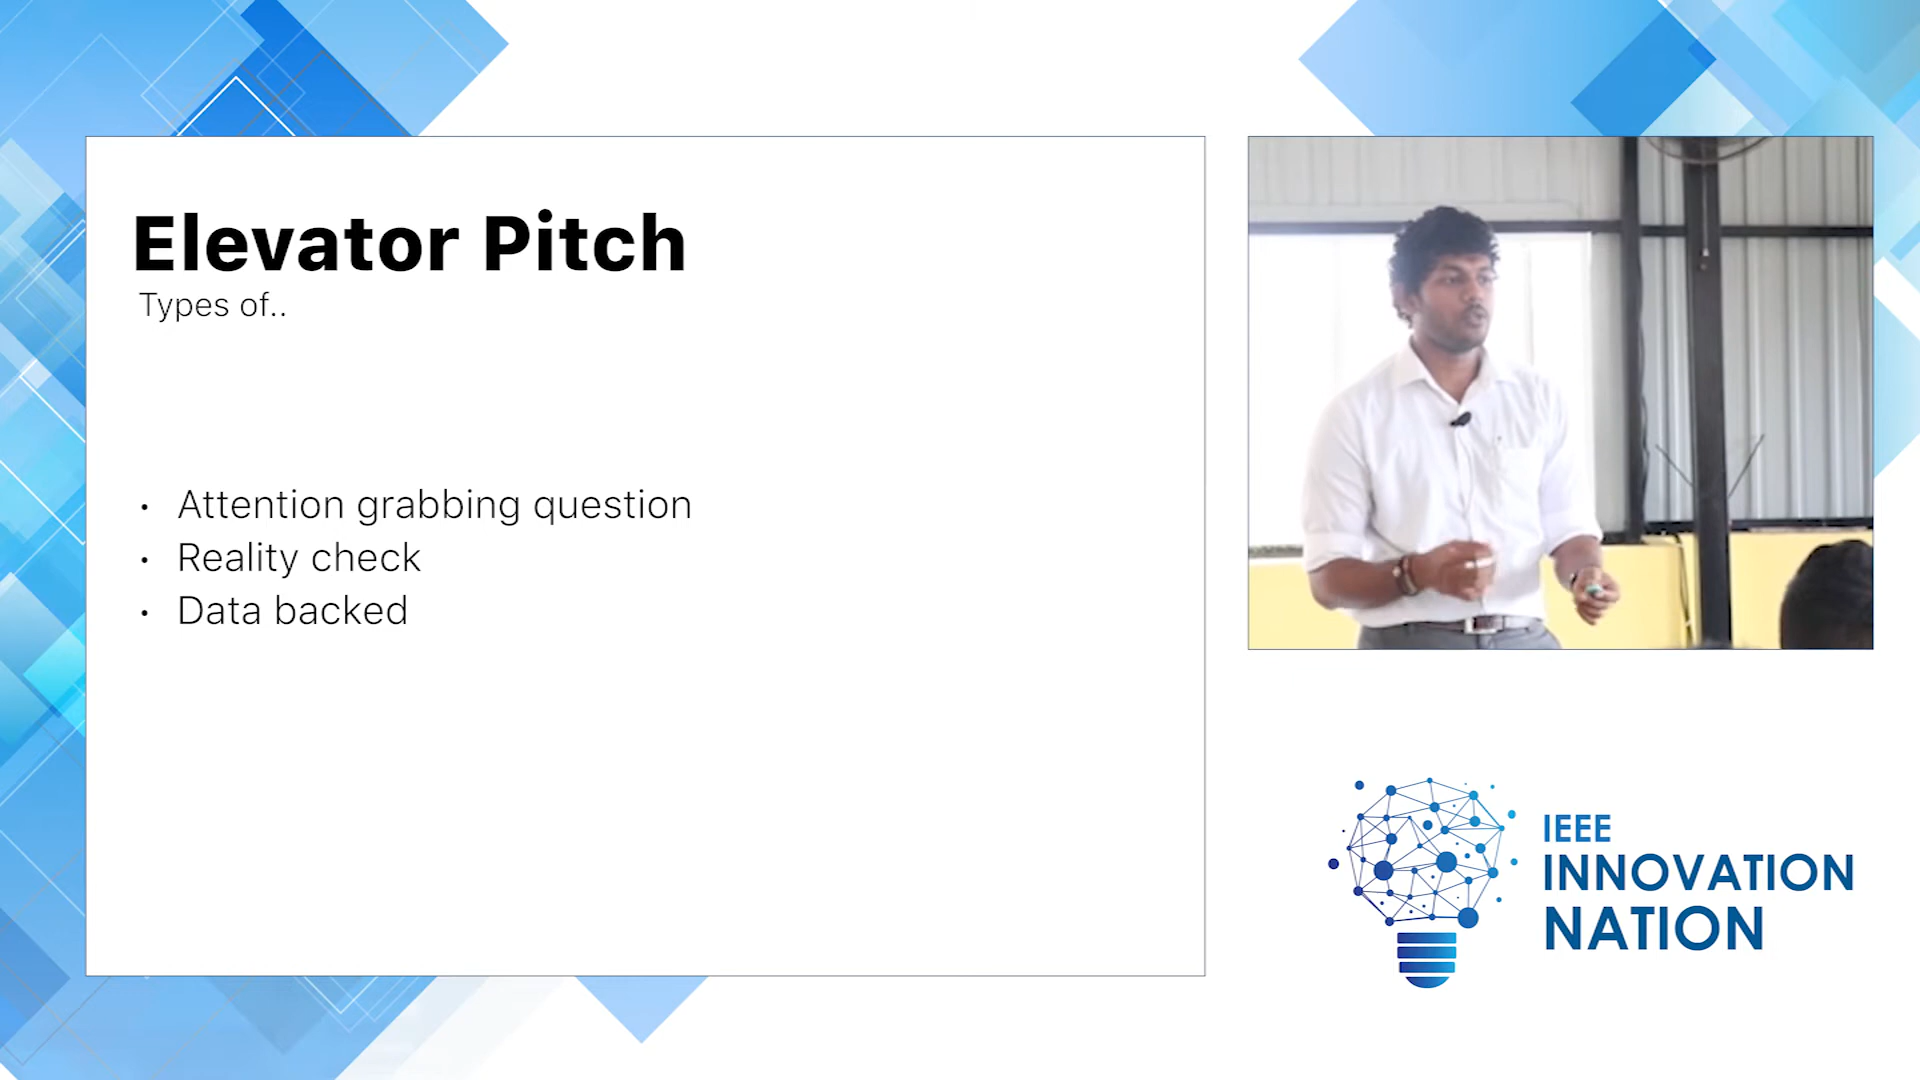 Elevator Pitch
Types of..
• Attention grabbing question
• Reality check
• Data backed
IEEE
INNOVATION
NATION